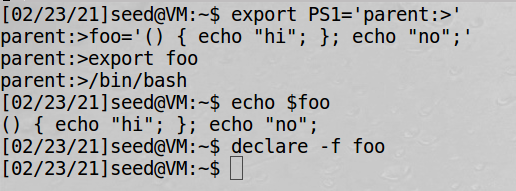 [02/23/21]seed@VM:~$ export PS1='parent:>'
parent:>foo='() { echo "hi"; }; echo "no";'
parent:>export foo
parent:>/bin/bash
[02/23/21]seed@VM:~$ echo $foo
() { echo "hi"; }; echo "no";
[02/23/21]seed@VM:~$ declare -f foo
[02/23/21]seed@VM:~$